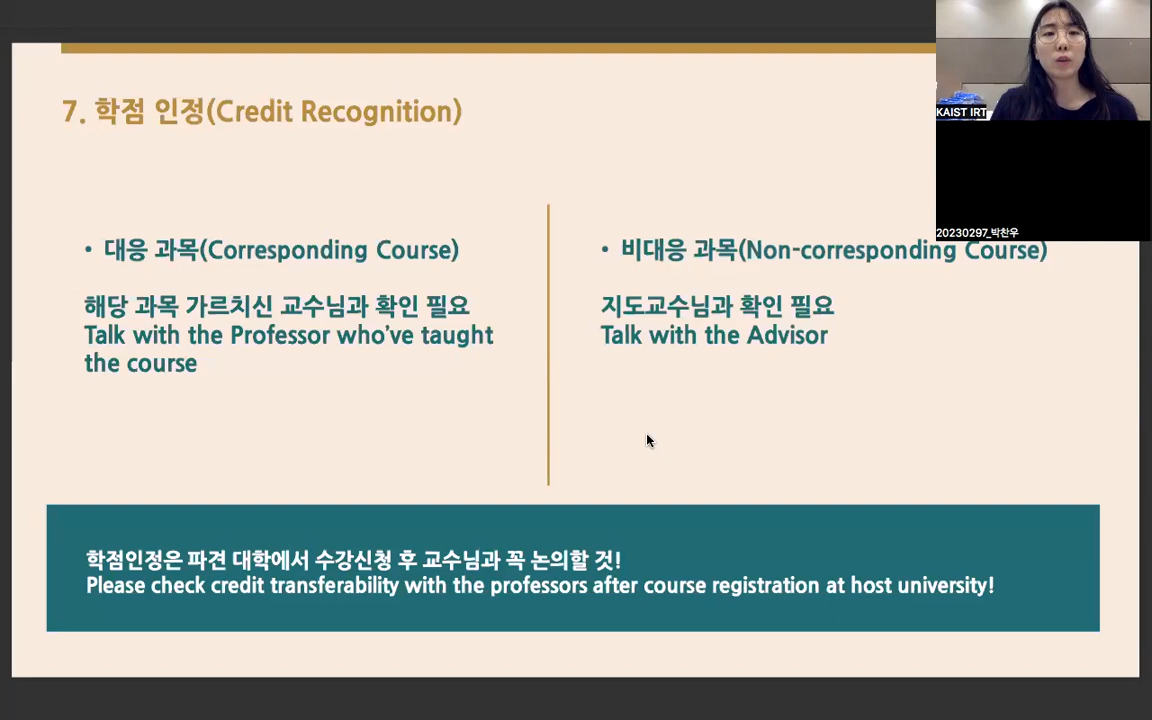 7. 학점 인정(Credit Recognition)
• 대응 과목(Corresponding Course)
해당 과목 가르치신 교수님과 확인 필요
Talk with the Professor who've taught
the course
• 비대응 과목(Non-corresponding Course)
지도교수님과 확인 필요
Talk with the Advisor
학점인정은 파견 대학에서 수강신청 후 교수님과 꼭 논의할 것!
Please check credit transferability with the professors after course registration at host university!
KAIST IRT
20230297_박찬우